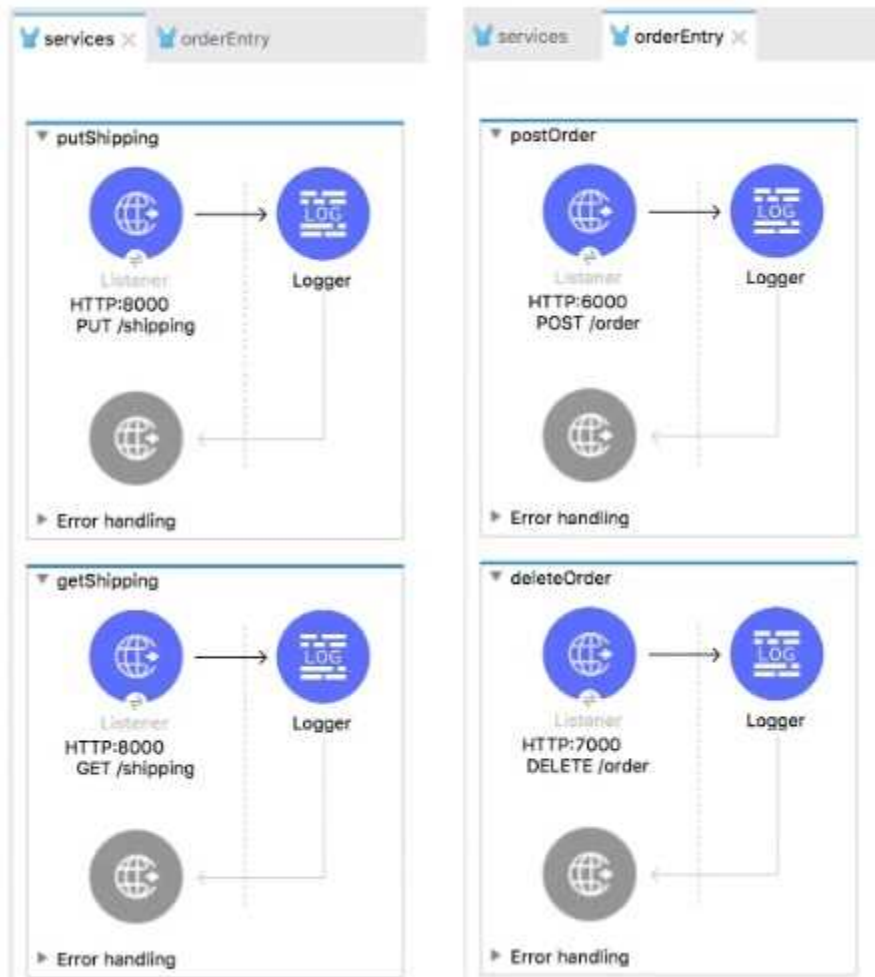 services
orderEntry
putShipping
LOG
Listener
Logger
HTTP:8000
PUT /shipping
Error handling
getShipping
LOG
Listener
Logger
HTTP:8000
GET /shipping
Error handling
services
orderEntry
postOrder
LOG
Listener
Logger
HTTP:6000
POST /order
Error handling
deleteOrder
LOG
Listener
Logger
HTTP:7000
DELETE /order
Error handling